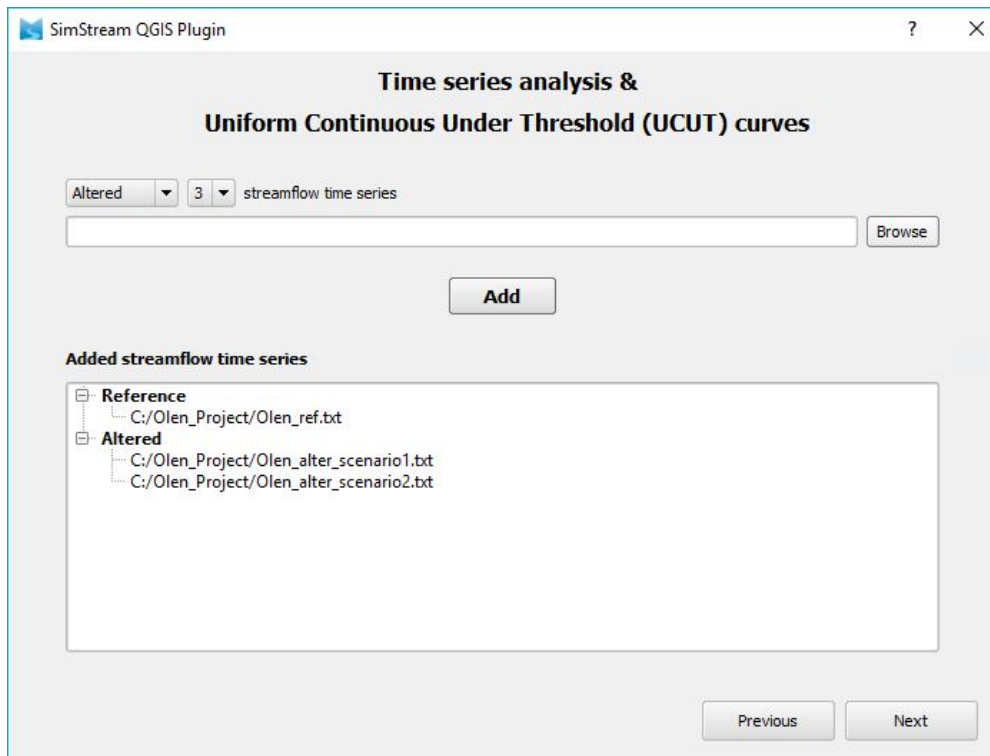 SimStream QGIS Plugin ?
Time series analysis &
Uniform Continuous Under Threshold (UCUT) curves
Altered 3 streamflow time series
Browse
Add
Added streamflow time series
Reference
C:/Olen_Project/Olen_ref.txt
Altered
C:/Olen_Project/Olen_alter_scenario1.txt
C:/Olen_Project/Olen_alter_scenario2.txt
Previous Next